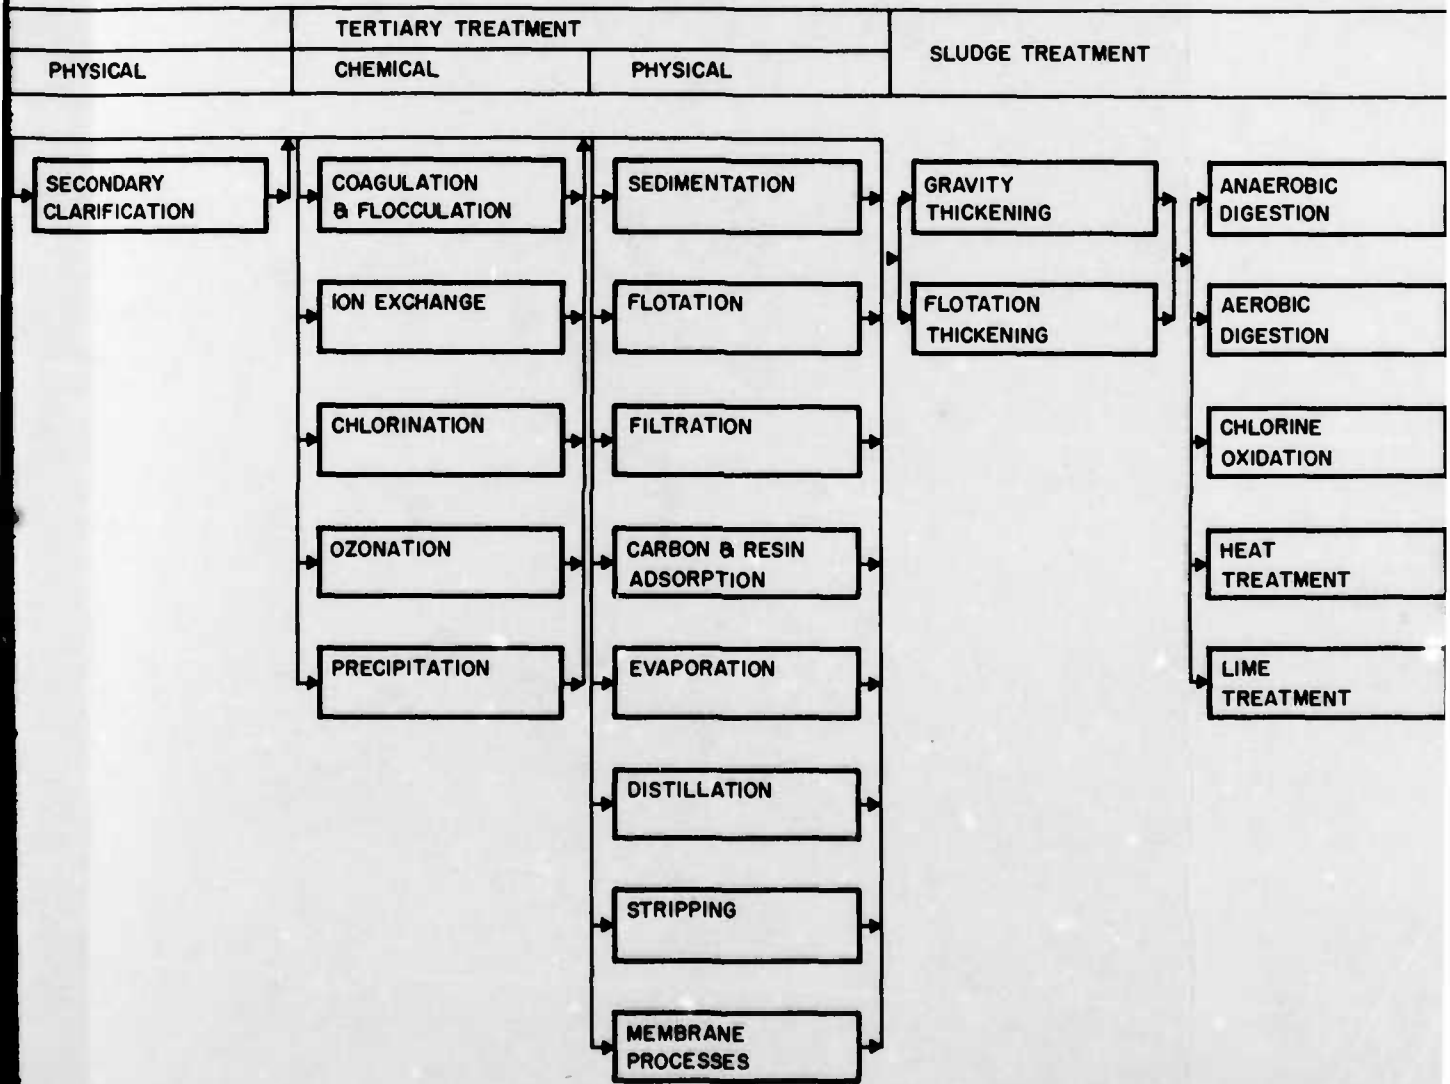 TERTIARY TREATMENT
SLUDGE TREATMENT
PHYSICAL
CHEMICAL
PHYSICAL
SECONDARY
CLARIFICATION
COAGULATION
& FLOCCULATION
ION EXCHANGE
CHLORINATION
OZONATION
PRECIPITATION
SEDIMENTATION
FLOTATION
FILTRATION
CARBON & RESIN
ADSORPTION
EVAPORATION
DISTILLATION
STRIPPING
MEMBRANE
PROCESSES
GRAVITY
THICKENING
FLOTATION
THICKENING
ANAEROBIC
DIGESTION
AEROBIC
DIGESTION
CHLORINE
OXIDATION
HEAT
TREATMENT
LIME
TREATMENT